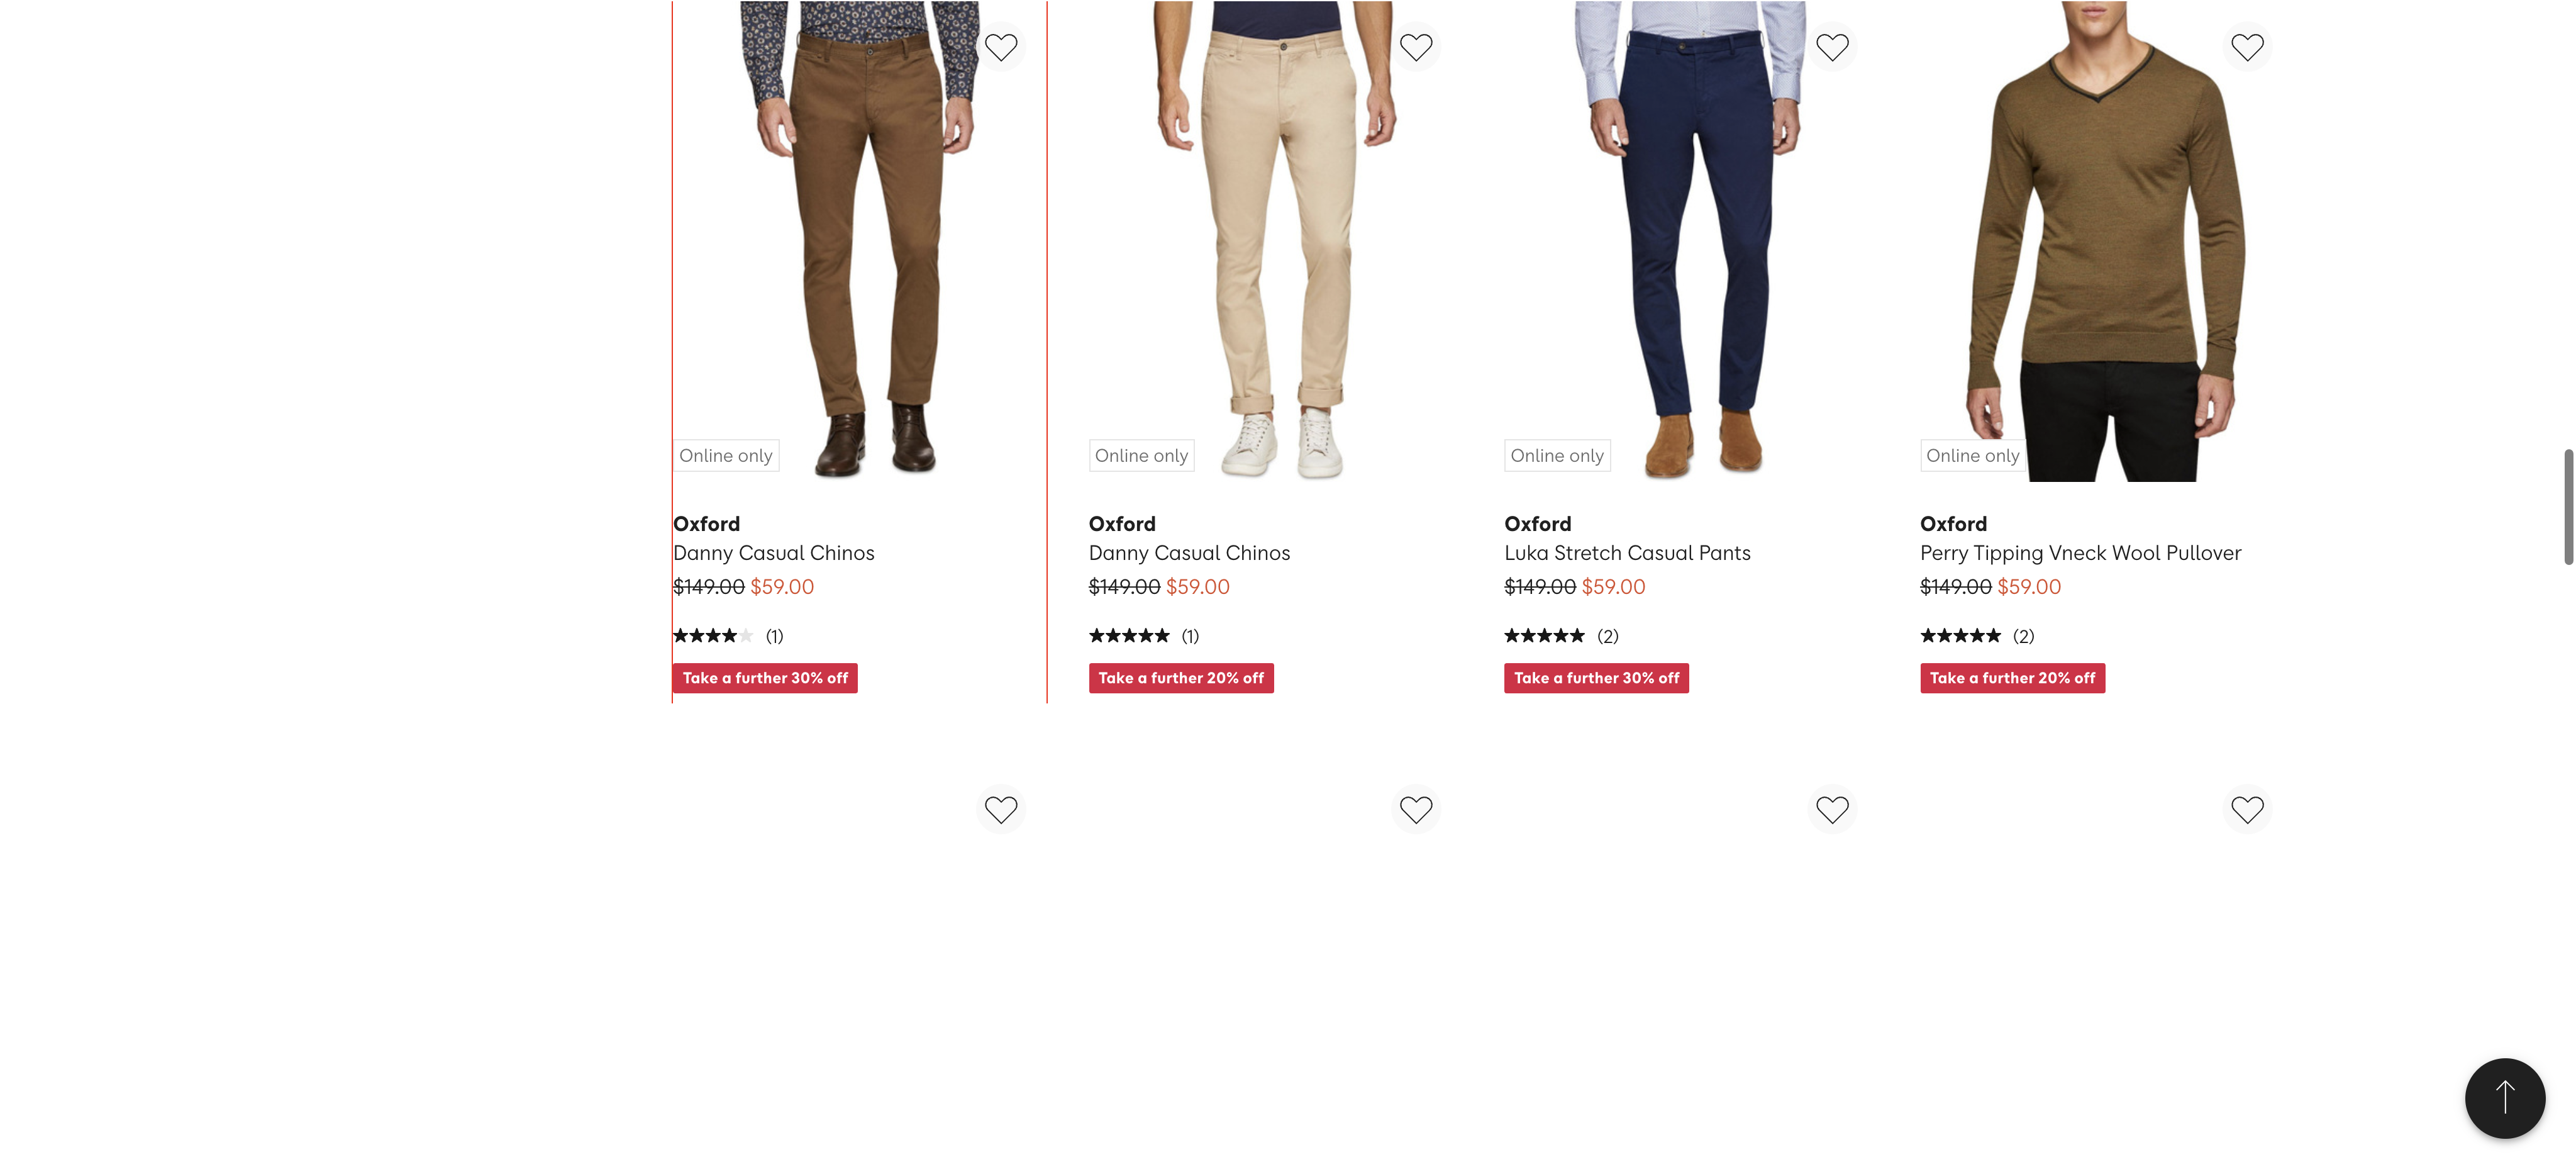 Online only
Oxford
Danny Casual Chinos
$149.00 $59.00
(1)
Take a further 30% off
Online only
Oxford
Danny Casual Chinos
$149.00 $59.00
(1)
Take a further 20% off
Online only
Oxford
Luka Stretch Casual Pants
$149.00 $59.00
(2)
Take a further 30% off
Online only
Oxford
Perry Tipping Vneck Wool Pullover
$149.00 $59.00
(2)
Take a further 20% off